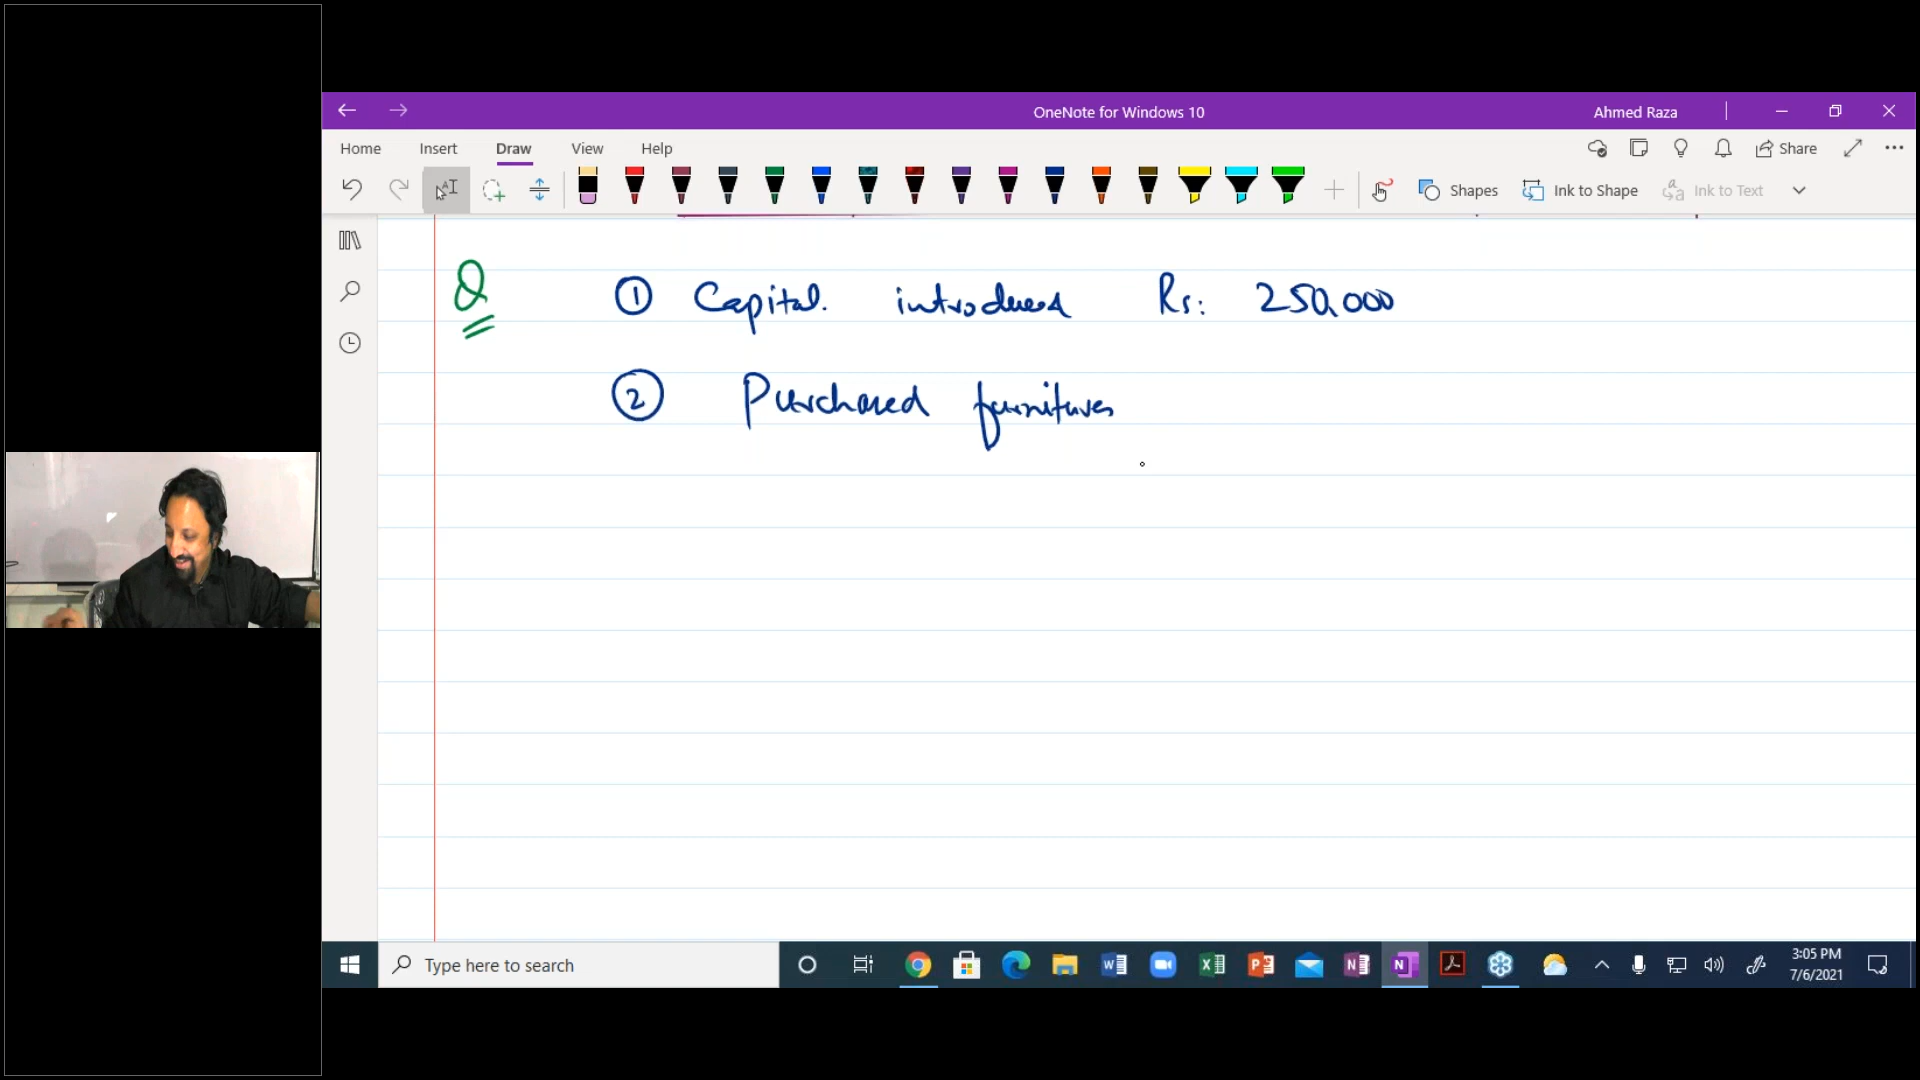 OneNote for Windows 10 Ahmed Raza
Home Insert Draw View Help Share
Shapes Ink to Shape Ink to Text
Q ① Capital. introduced Rs: 250,000
② Purchased furnitures
Type here to search
3:05 PM
7/6/2021